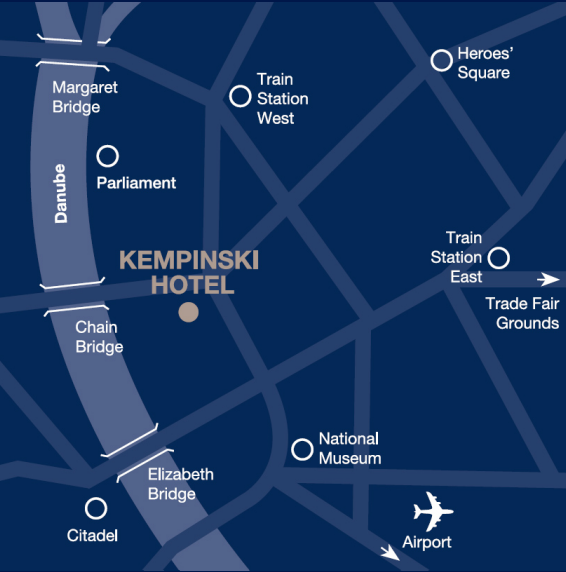 Heroes’
Square
Margaret
Bridge
Train
Station
West
Parliament
Danube
KEMPINSKI
HOTEL
Train
Station
East
Trade Fair
Grounds
Chain
Bridge
National
Museum
Elizabeth
Bridge
Citadel
Airport